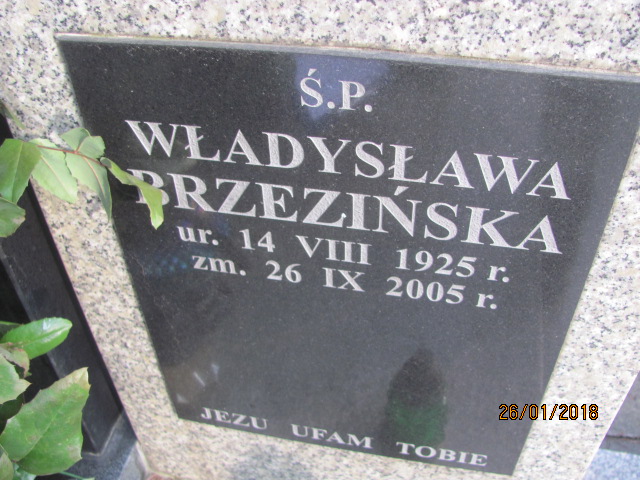 Ś.P.
WŁADYSŁAWA
BRZEZIŃSKA
ur. 14 VIII 1925 r.
zm. 26 IX 2005 r.
JEZU UFAM TOBIE
26/01/2018